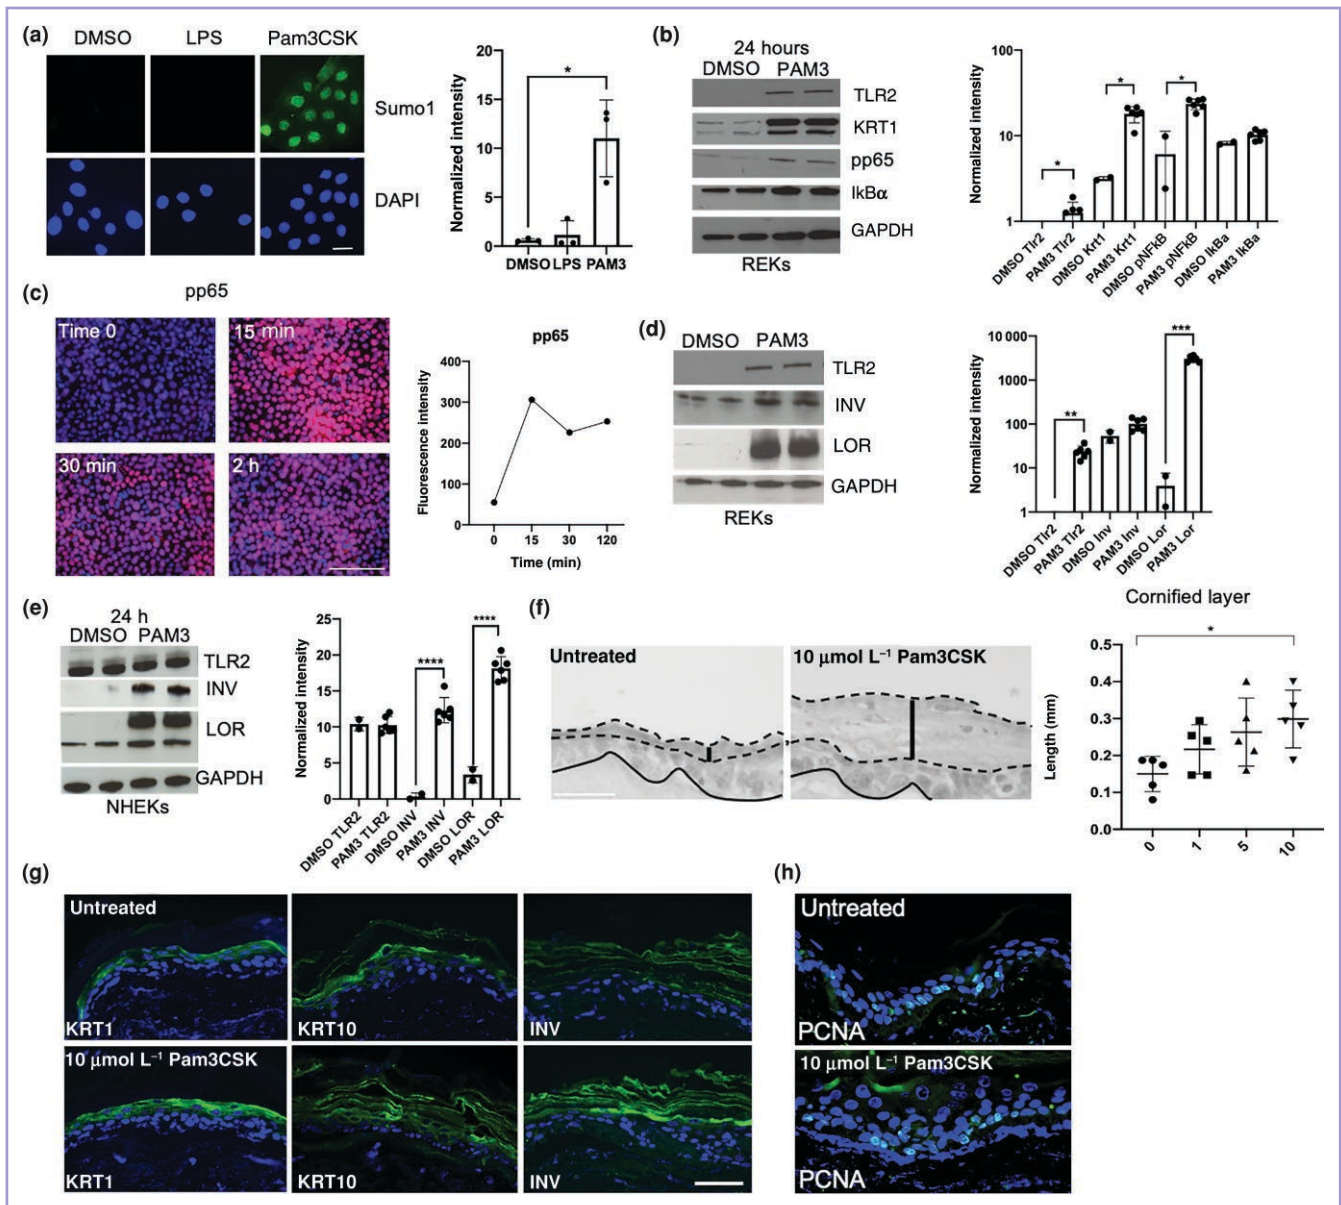 (a)
DMSO
LPS
Pam3CSK
Sumo1
DAPI
Normalized intensity
20
15
10
5
0
*
DMSO LPS PAM3
(b)
24 hours
DMSO PAM3
TLR2
KRT1
pp65
IkBα
GAPDH
REKs
Normalized intensity
100
10
1
*
*
*
DMSO Tlr2
PAM3 Tlr2
DMSO Krt1
PAM3 Krt1
DMSO pNFkB
PAM3 pNFkB
DMSO IkBa
PAM3 IkBa
(c)
pp65
Time 0
15 min
30 min
2 h
pp65
Fluorescence intensity
400
300
200
100
0
0 15 30 120
Time (min)
(d)
DMSO PAM3
TLR2
INV
LOR
GAPDH
REKs
Normalized intensity
10 000
1000
100
10
1
**
***
DMSO Tlr2
PAM3 Tlr2
DMSO Inv
PAM3 Inv
DMSO Lor
PAM3 Lor
(e)
24 h
DMSO PAM3
TLR2
INV
LOR
GAPDH
NHEKs
Normalized intensity
25
20
15
10
5
0
****
****
DMSO TLR2
PAM3 TLR2
DMSO INV
PAM3 INV
DMSO LOR
PAM3 LOR
(f)
Untreated
10 μmol L⁻¹ Pam3CSK
Cornified layer
Length (mm)
0.5
0.4
0.3
0.2
0.1
0.0
*
0
1
5
10
(g)
Untreated
KRT1
KRT10
INV
10 μmol L⁻¹ Pam3CSK
KRT1
KRT10
INV
(h)
Untreated
PCNA
10 μmol L⁻¹ Pam3CSK
PCNA